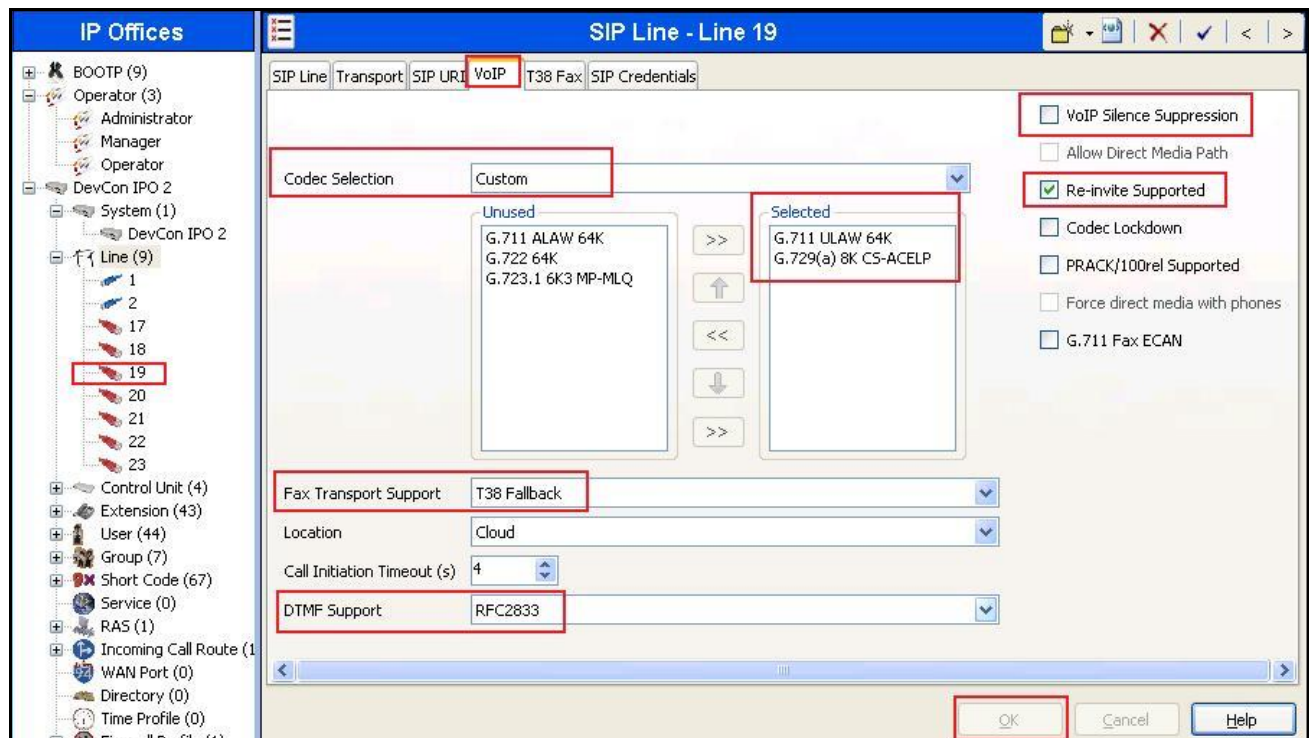 IP Offices
BOOTP (9)
Operator (3)
Administrator
Manager
Operator
DevCon IPO 2
System (1)
DevCon IPO 2
Line (9)
1
2
17
18
19
20
21
22
23
Control Unit (4)
Extension (43)
User (44)
Group (7)
Short Code (67)
Service (0)
RAS (1)
Incoming Call Route (1
WAN Port (0)
Directory (0)
Time Profile (0)
SIP Line - Line 19
SIP Line Transport SIP URI VoIP T38 Fax SIP Credentials
Codec Selection Custom
Unused
G.711 ALAW 64K
G.722 64K
G.723.1 6K3 MP-MLQ
>>
<<
>>
Selected
G.711 ULAW 64K
G.729(a) 8K CS-ACELP
Fax Transport Support T38 Fallback
Location Cloud
Call Initiation Timeout (s) 4
DTMF Support RFC2833
VoIP Silence Suppression
Allow Direct Media Path
Re-invite Supported
Codec Lockdown
PRACK/100rel Supported
Force direct media with phones
G.711 Fax ECAN
OK Cancel Help